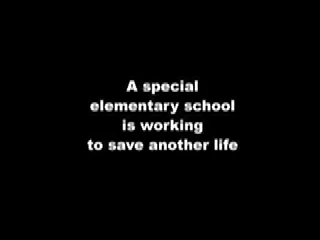 A special
elementary school
is working
to save another life